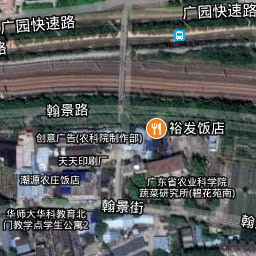 广园快速路
广园快速路
翰景路
裕发饭店
创意广告(农科院制作部)
天天印刷厂
潮源农庄饭店
广东省农业科学院
蔬菜研究所(碧花苑南)
翰景街
华师大华科教育北
门教学点学生公寓2
翰景